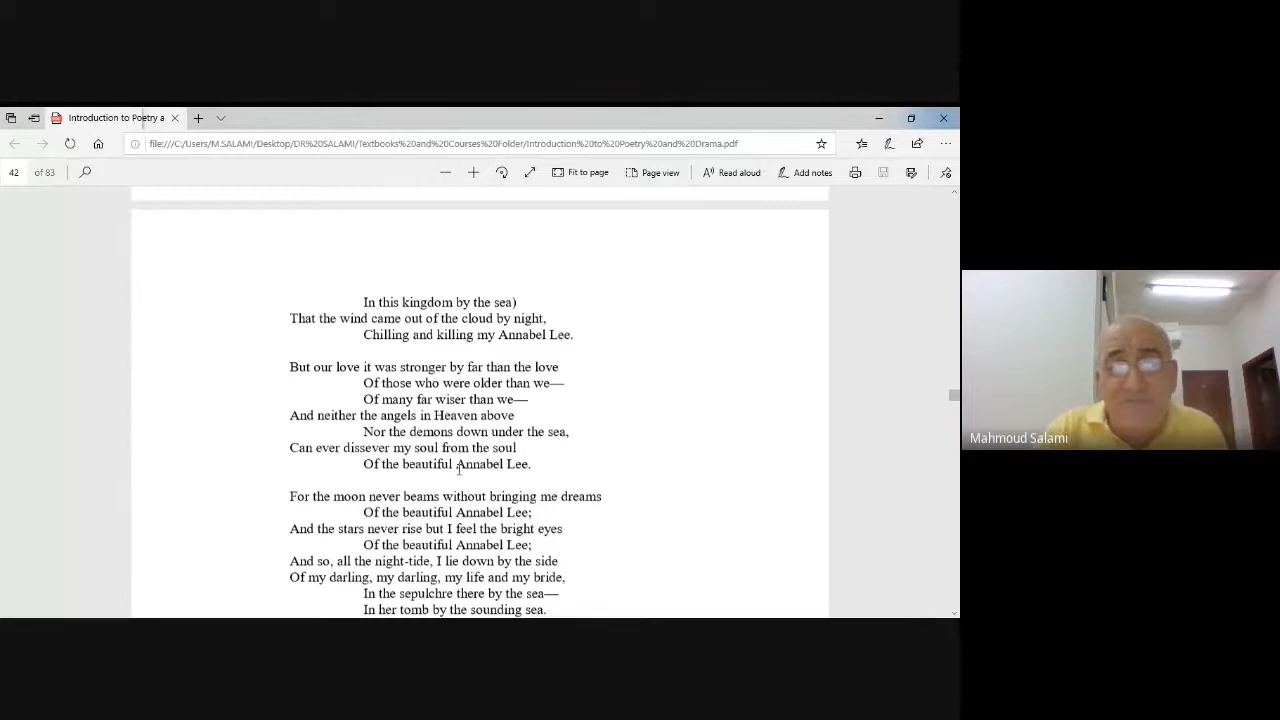 Introduction to Poetry a
file:///C:/Users/M.SALAMI/Desktop/DR%20SALAMI/Textbooks%20and%20Courses%20Folder/Introduction%20to%20Poetry%20and%20Drama.pdf
42 of 83
Fit to page
Page view
Read aloud
Add notes
In this kingdom by the sea)
That the wind came out of the cloud by night,
Chilling and killing my Annabel Lee.
But our love it was stronger by far than the love
Of those who were older than we—
Of many far wiser than we—
And neither the angels in Heaven above
Nor the demons down under the sea,
Can ever dissever my soul from the soul
Of the beautiful Annabel Lee.
For the moon never beams without bringing me dreams
Of the beautiful Annabel Lee;
And the stars never rise but I feel the bright eyes
Of the beautiful Annabel Lee;
And so, all the night-tide, I lie down by the side
Of my darling, my darling, my life and my bride,
In the sepulchre there by the sea—
In her tomb by the sounding sea.
Mahmoud Salami